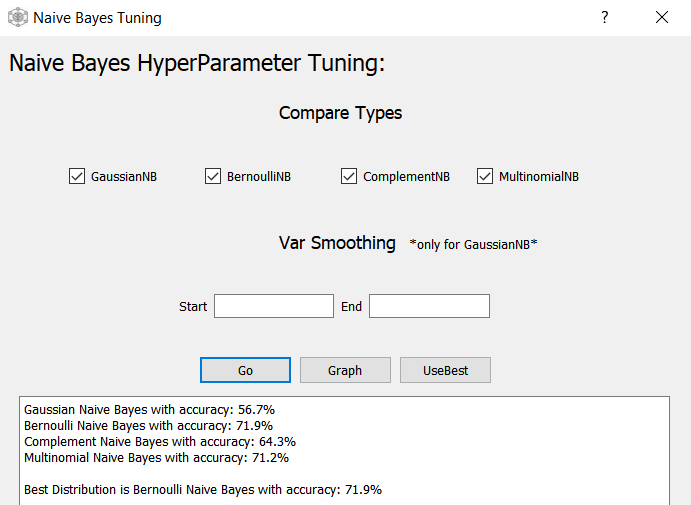 Naive Bayes Tuning
?
Naive Bayes HyperParameter Tuning:
Compare Types
GaussianNB BernoulliNB ComplementNB MultinomialNB
Var Smoothing *only for GaussianNB*
Start End
Go Graph UseBest
Gaussian Naive Bayes with accuracy: 56.7%
Bernoulli Naive Bayes with accuracy: 71.9%
Complement Naive Bayes with accuracy: 64.3%
Multinomial Naive Bayes with accuracy: 71.2%
Best Distribution is Bernoulli Naive Bayes with accuracy: 71.9%